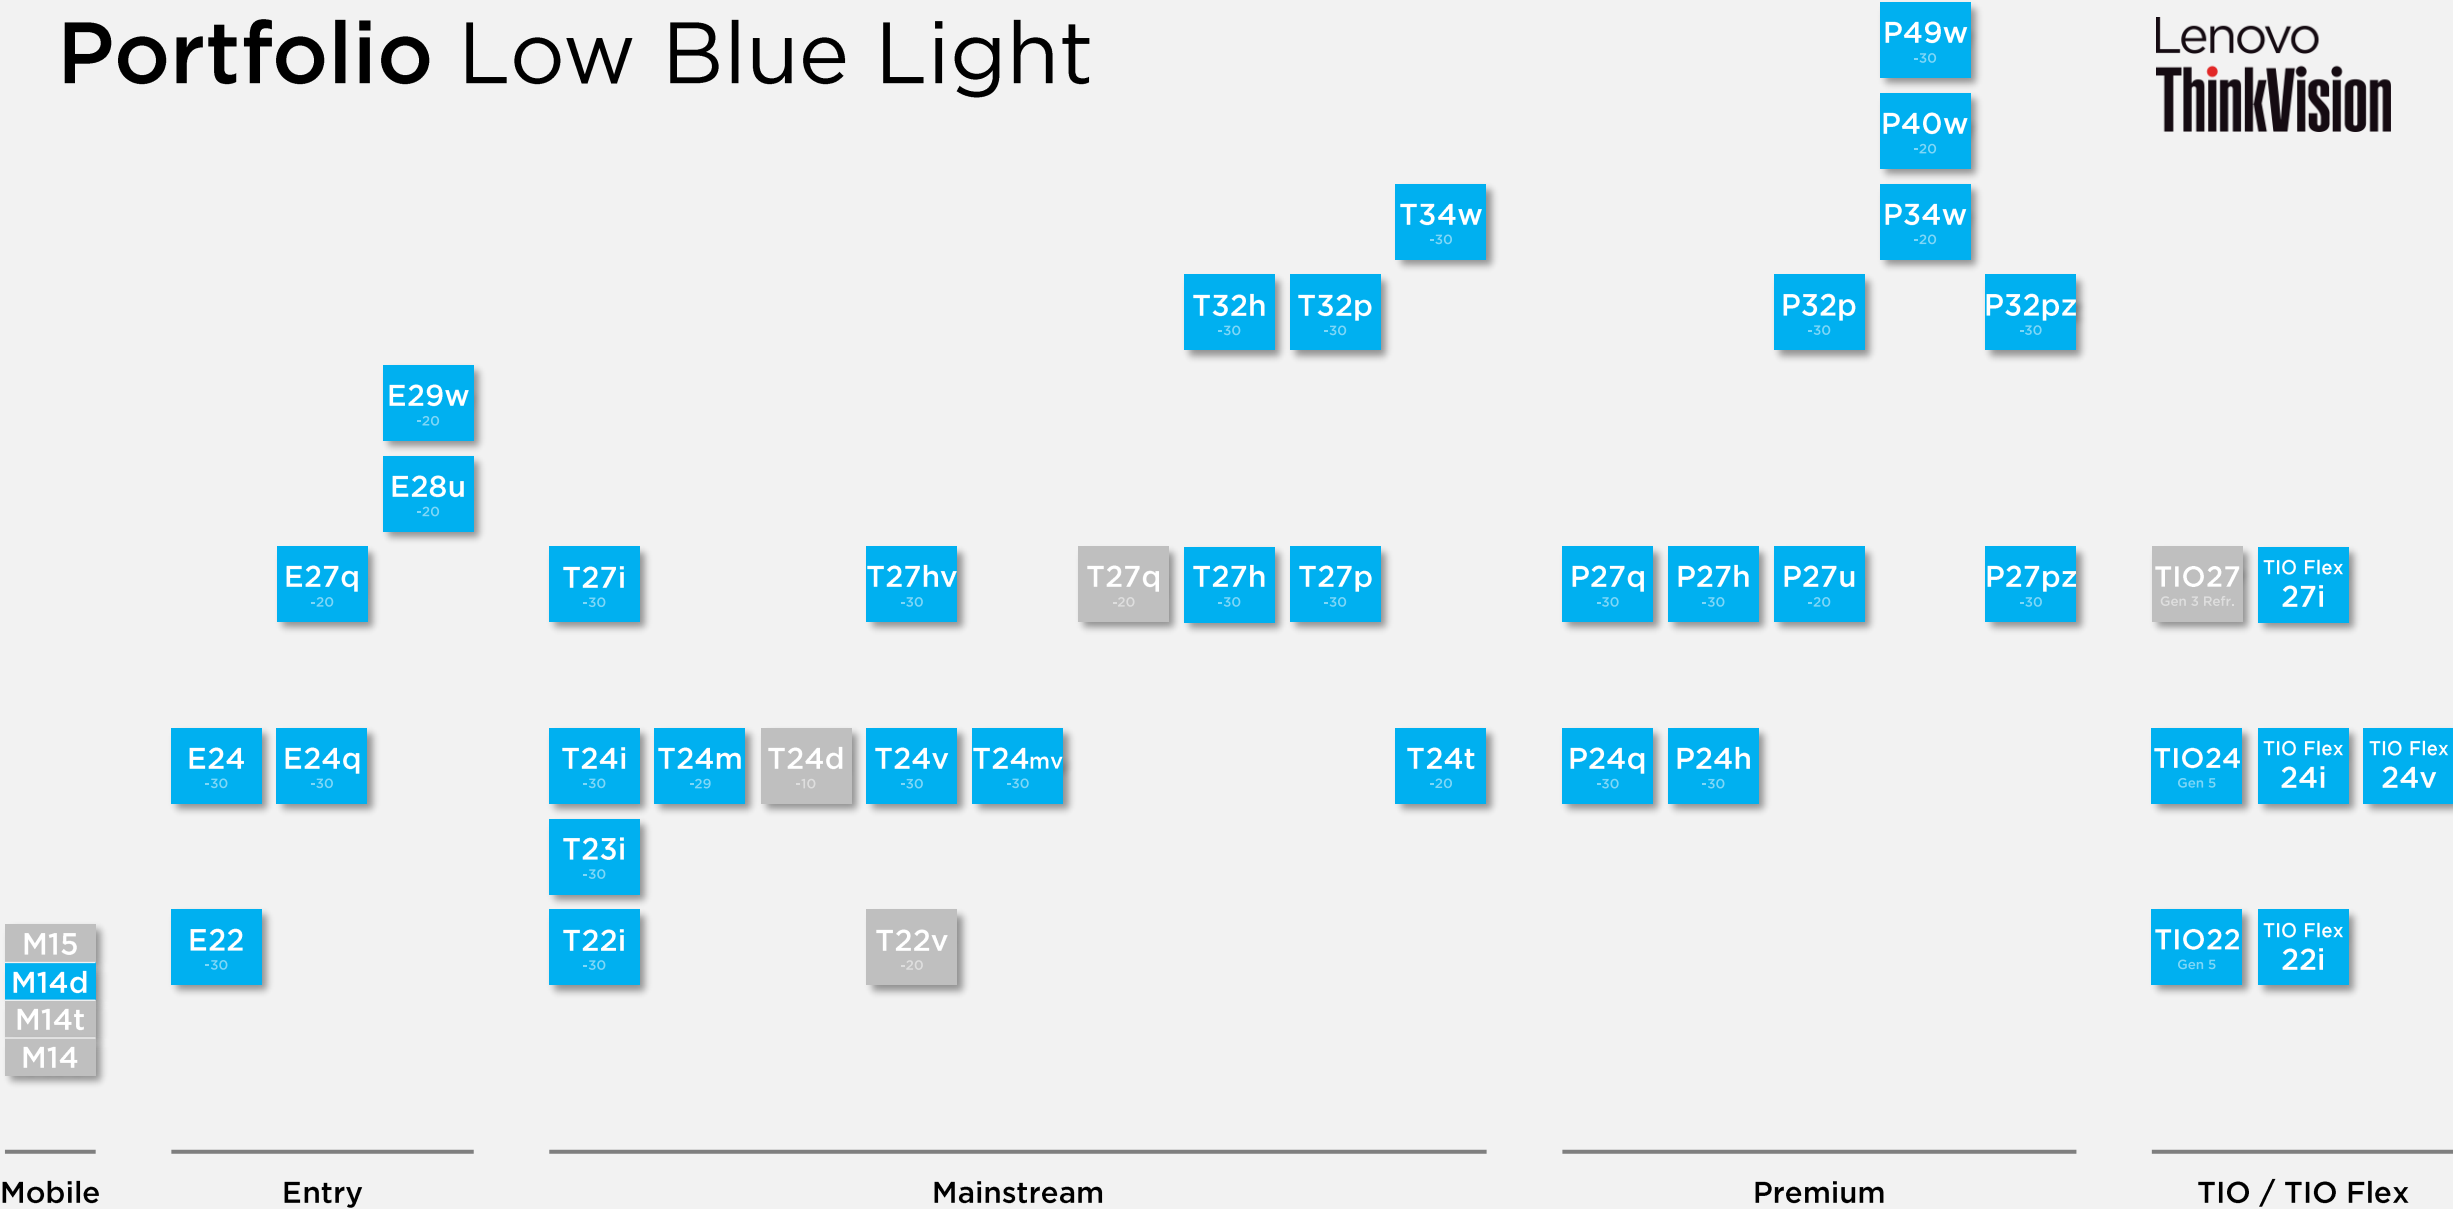 Portfolio Low Blue Light
Lenovo
ThinkVision
P49w
-30
P40w
-20
T34w
-30
P34w
-20
T32h
-30
T32p
-30
P32p
-30
P32pz
-30
E29w
-20
E28u
-20
E27q
-20
T27i
-30
T27hv
-30
T27q
-20
T27h
-30
T27p
-30
P27q
-30
P27h
-30
P27u
-20
P27pz
-30
TIO27
Gen 3 Refr.
TIO Flex
27i
E24
-30
E24q
-30
T24i
-30
T24m
-29
T24d
-10
T24v
-30
T24mv
-30
T24t
-20
P24q
-30
P24h
-30
TIO24
Gen 5
TIO Flex
24i
TIO Flex
24v
T23i
-30
E22
-30
T22i
-30
T22v
-20
TIO22
Gen 5
TIO Flex
22i
M15
M14d
M14t
M14
Mobile
Entry
Mainstream
Premium
TIO / TIO Flex